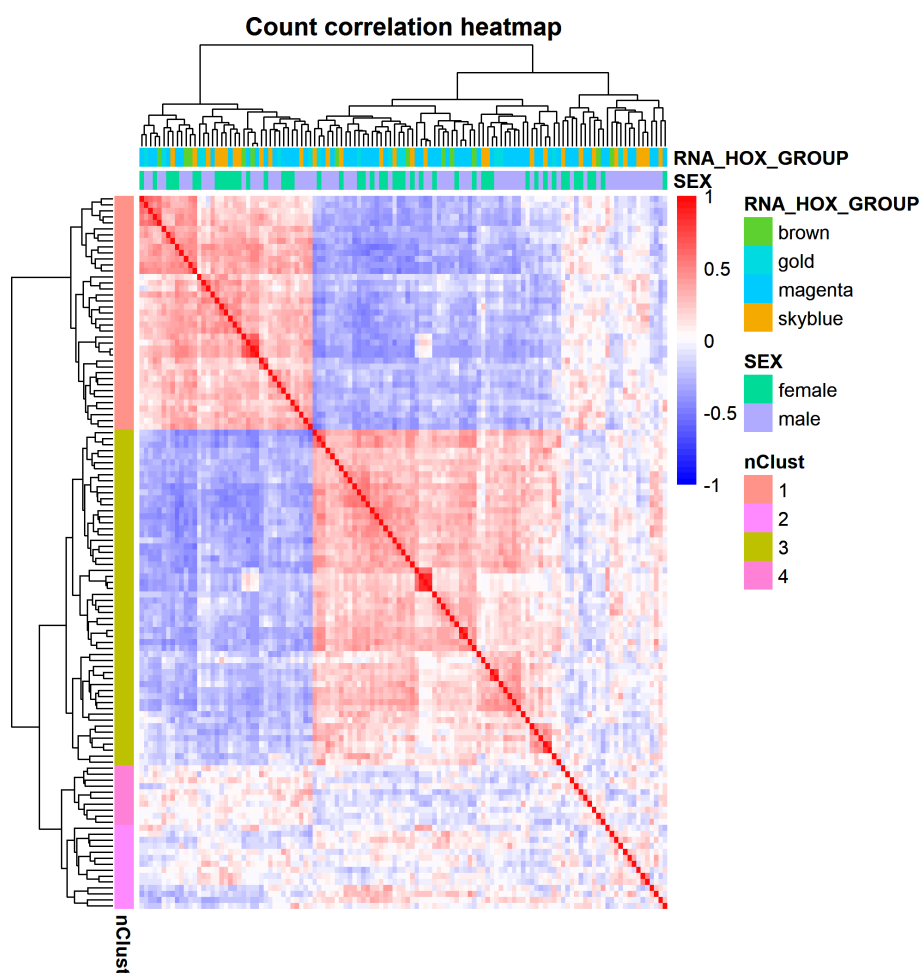 Count correlation heatmap
RNA_HOX_GROUP
SEX
1
0.5
0
-0.5
-1
RNA_HOX_GROUP
brown
gold
magenta
skyblue
SEX
female
male
nClust
1
2
3
4
nClust